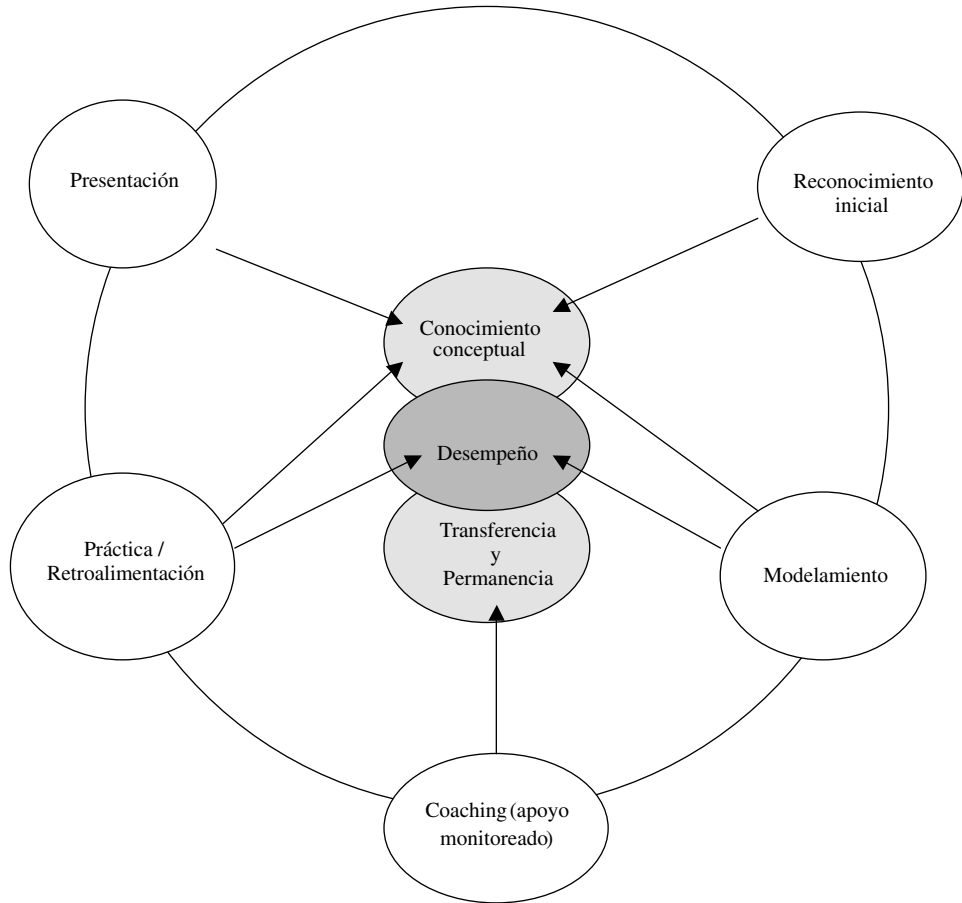 Presentación
Reconocimiento
inicial
Conocimiento
conceptual
Desempeño
Transferencia
y
Permanencia
Práctica /
Retroalimentación
Modelamiento
Coaching (apoyo
monitoreado)